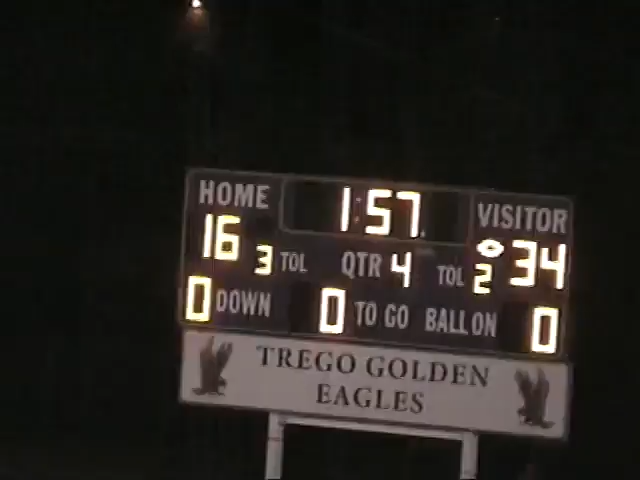 HOME 1:57 VISITOR
16 3 TOL QTR 4 TOL 2 34
0 DOWN 0 TO GO BALL ON 0
TREGO GOLDEN
EAGLES